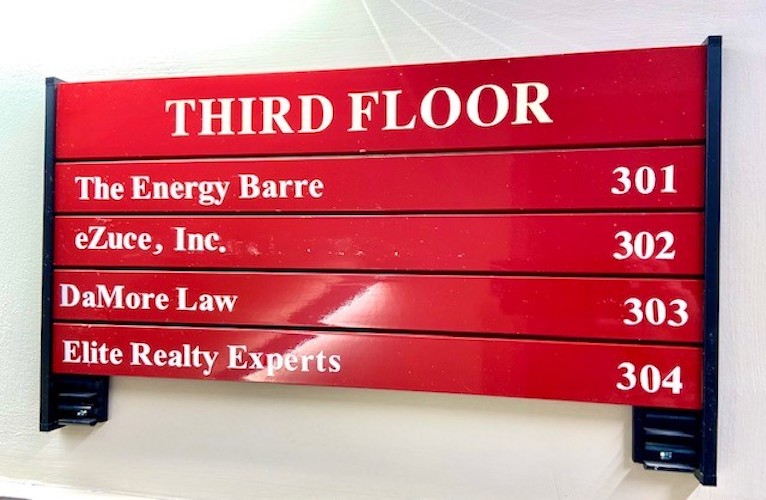 THIRD FLOOR
The Energy Barre 301
eZuce, Inc. 302
DaMore Law 303
Elite Realty Experts 304